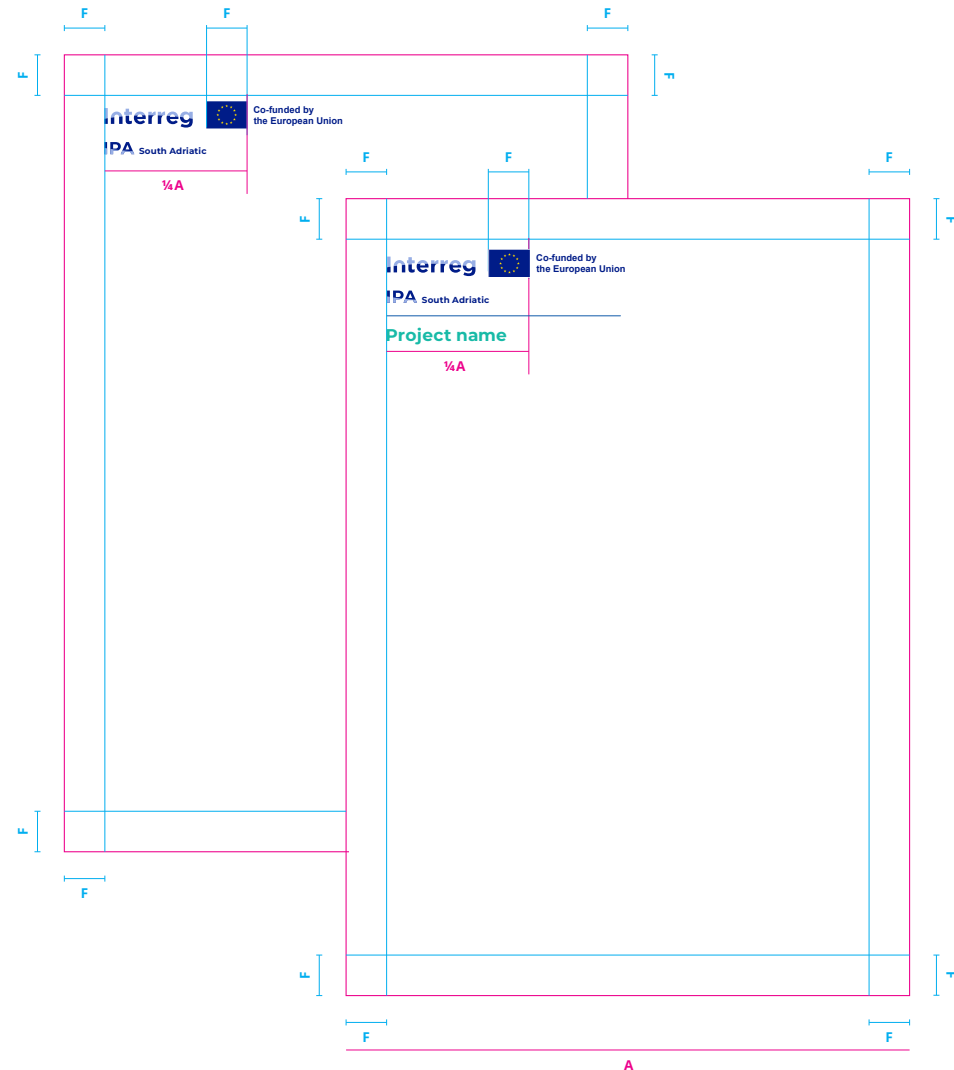 F F F
F F
Interreg Co-funded by
the European Union
IPA South Adriatic
¼A
F F F
F F
Interreg Co-funded by
the European Union
IPA South Adriatic
Project name
¼A
F
F
F F
F F
A